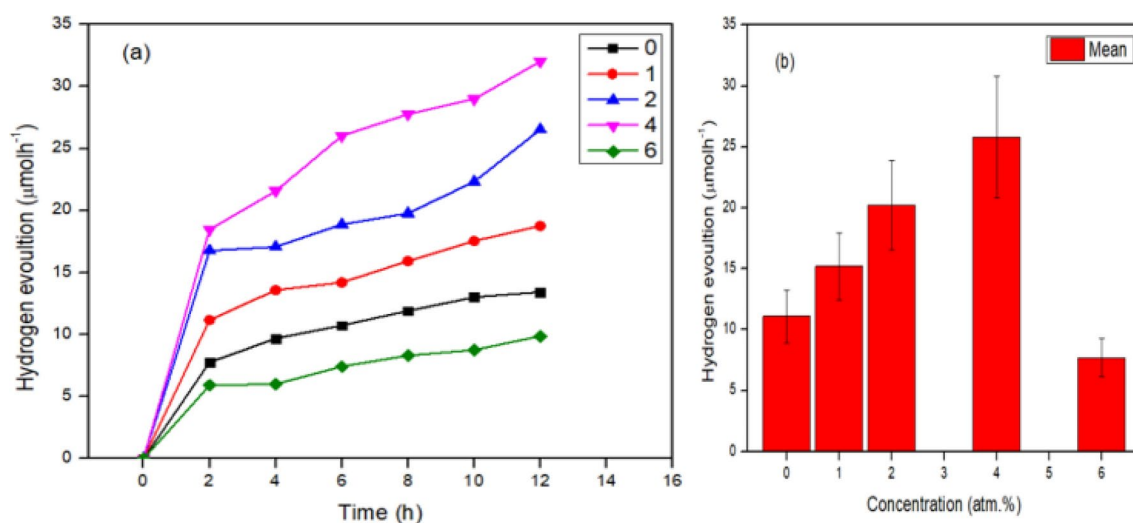 (a)
0
1
2
4
6
Hydrogen evoultion (μmolh⁻¹)
35
30
25
20
15
10
5
0
0 2 4 6 8 10 12 14 16
Time (h)
(b)
Mean
Hydrogen evoultion (μmolh⁻¹)
35
30
25
20
15
10
5
0
0 1 2 3 4 5 6
Concentration (atm.%)